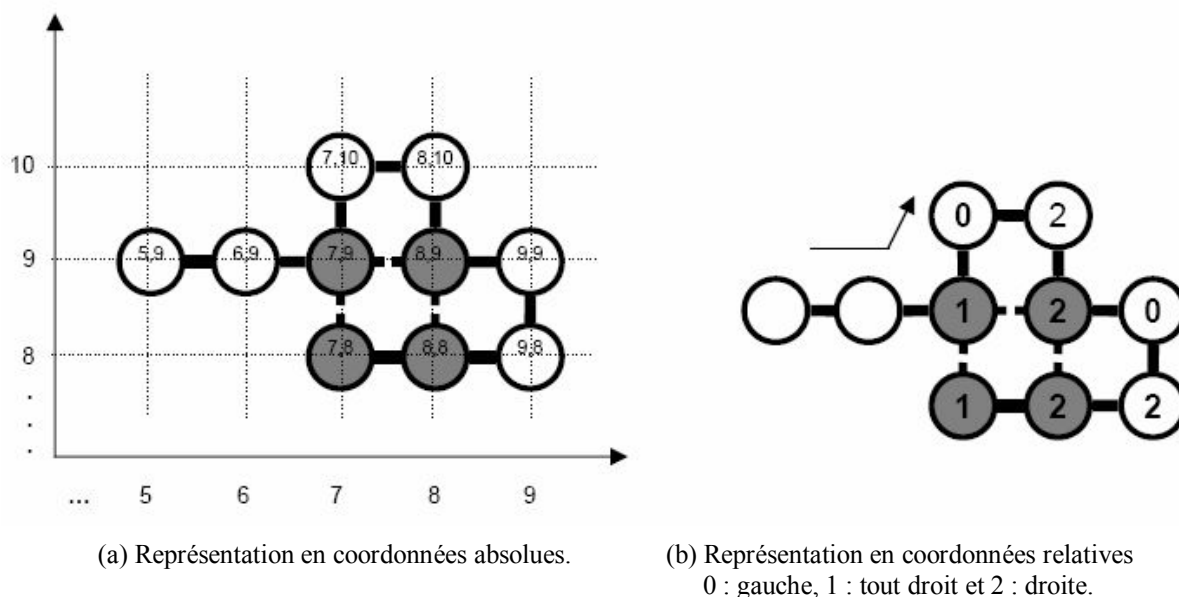 10
7,10 8,10
9
5,9 6,9 7,9 8,9 9,9
8
7,8 8,8 9,8
.
.
.
... 5 6 7 8 9
0 2
1 2 0
1 2 2
(a) Représentation en coordonnées absolues.
(b) Représentation en coordonnées relatives
0 : gauche, 1 : tout droit et 2 : droite.